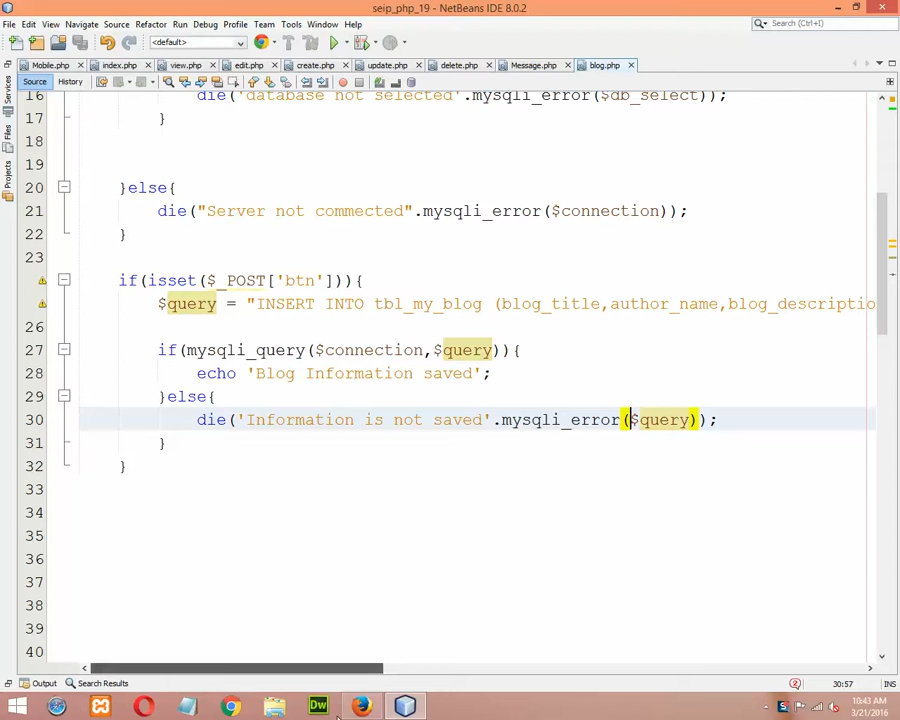 seip_php_19 - NetBeans IDE 8.0.2
File Edit View Navigate Source Refactor Run Debug Profile Team Tools Window Help
Search (Ctrl+I)
<default>
Mobile.php index.php view.php edit.php create.php update.php delete.php Message.php blog.php
Source History
Services
Files
Projects
16 die('database not selected'.mysqli_error($db_select));
17 }
18
19
20 }else{
21 die("Server not commected".mysqli_error($connection));
22 }
23
if(isset($_POST['btn'])){
$query = "INSERT INTO tbl_my_blog (blog_title,author_name,blog_descriptio
26
27 if(mysqli_query($connection,$query)){
28 echo 'Blog Information saved';
29 }else{
30 die('Information is not saved'.mysqli_error($query));
31 }
32 }
33
34
35
36
37
38
39
40
Output Search Results
2 30:57 INS
Dw
10:43 AM
3/21/2016